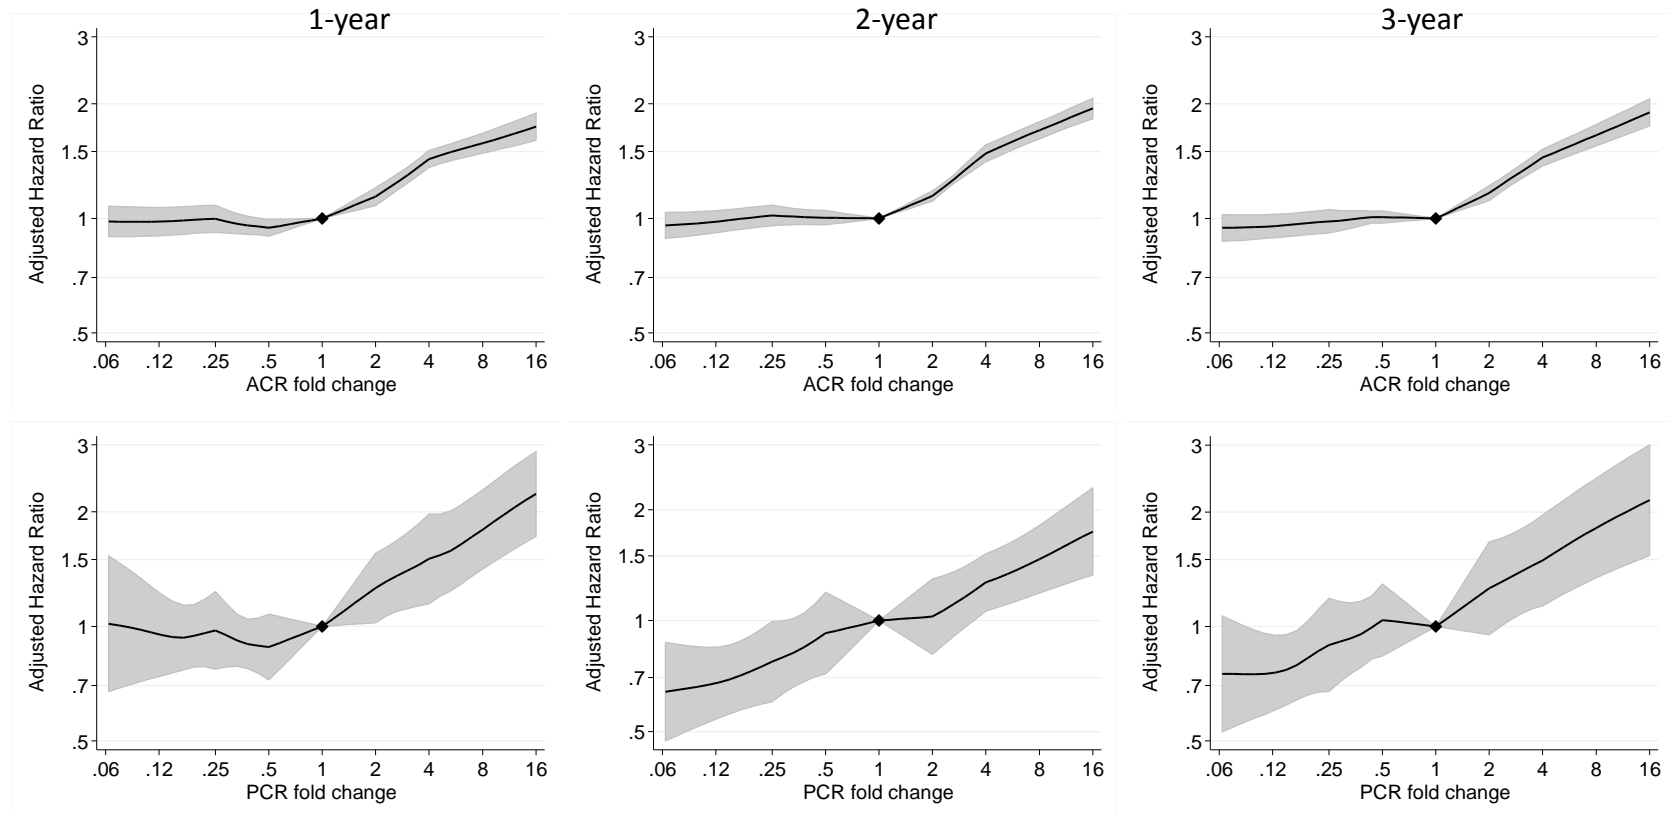 1-year
2-year
3-year
Adjusted Hazard Ratio
3
2
1.5
1
.7
.5
.06 .12 .25 .5 1 2 4 8 16
ACR fold change
Adjusted Hazard Ratio
3
2
1.5
1
.7
.5
.06 .12 .25 .5 1 2 4 8 16
ACR fold change
Adjusted Hazard Ratio
3
2
1.5
1
.7
.5
.06 .12 .25 .5 1 2 4 8 16
ACR fold change
Adjusted Hazard Ratio
3
2
1.5
1
.7
.5
.06 .12 .25 .5 1 2 4 8 16
PCR fold change
Adjusted Hazard Ratio
3
2
1.5
1
.7
.5
.06 .12 .25 .5 1 2 4 8 16
PCR fold change
Adjusted Hazard Ratio
3
2
1.5
1
.7
.5
.06 .12 .25 .5 1 2 4 8 16
PCR fold change